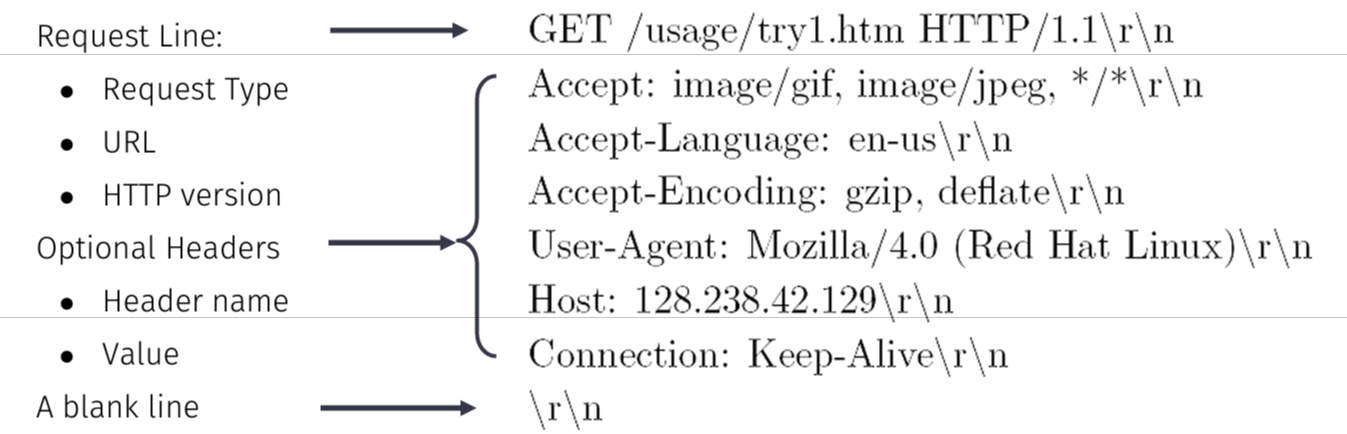 Request Line:
• Request Type
• URL
• HTTP version
Optional Headers
• Header name
• Value
A blank line
GET /usage/try1.htm HTTP/1.1\r\n
Accept: image/gif, image/jpeg, */*\r\n
Accept-Language: en-us\r\n
Accept-Encoding: gzip, deflate\r\n
User-Agent: Mozilla/4.0 (Red Hat Linux)\r\n
Host: 128.238.42.129\r\n
Connection: Keep-Alive\r\n
\r\n